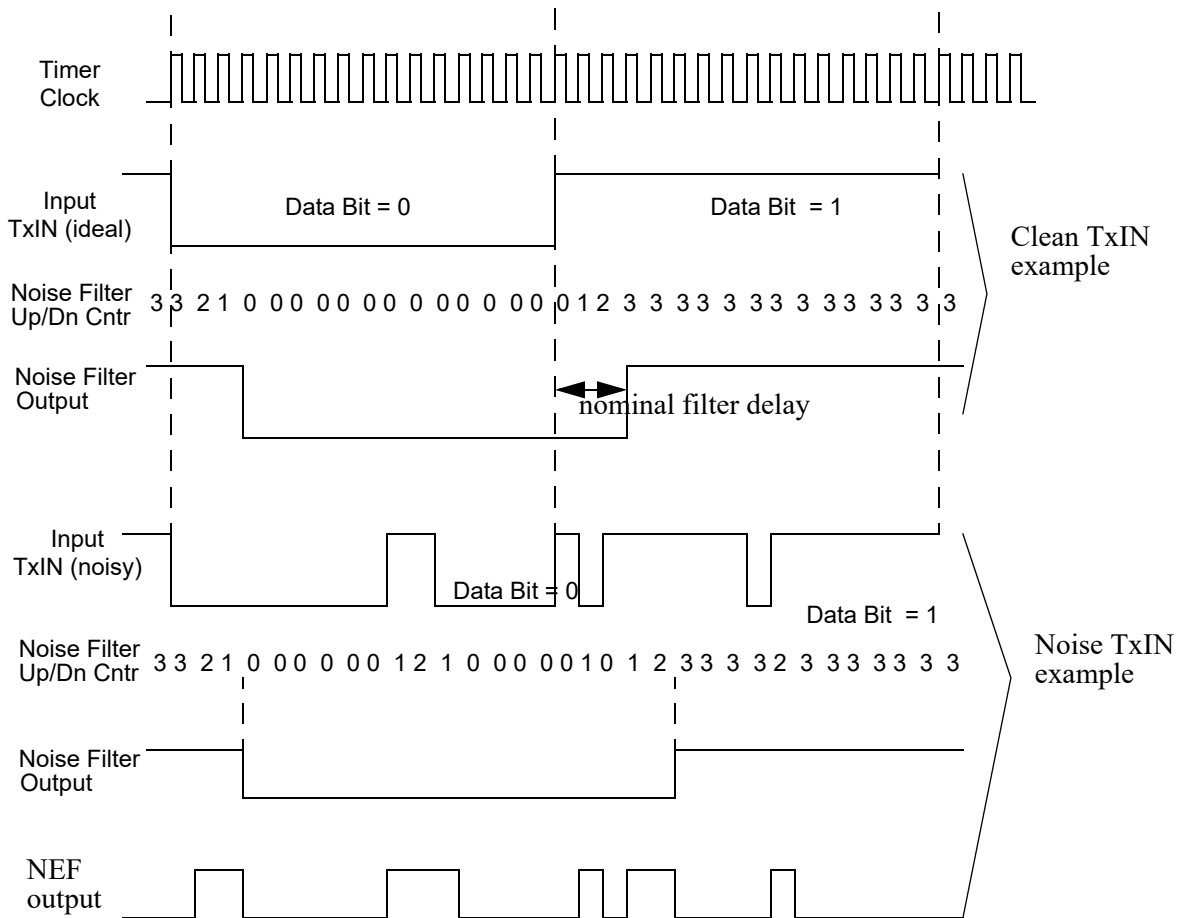 Timer
Clock
Input
TxIN (ideal)
Data Bit = 0
Data Bit = 1
Clean TxIN
example
Noise Filter
Up/Dn Cntr
3 3 2 1 0 0 0 0 0 0 0 0 0 0 0 0 0 0 1 2 3 3 3 3 3 3 3 3 3 3 3 3 3 3
Noise Filter
Output
nominal filter delay
Input
TxIN (noisy)
Data Bit = 0
Data Bit = 1
Noise Filter
Up/Dn Cntr
3 3 2 1 0 0 0 0 0 0 1 2 1 0 0 0 0 0 1 0 1 2 3 3 3 3 2 3 3 3 3 3 3 3
Noise TxIN
example
Noise Filter
Output
NEF
output